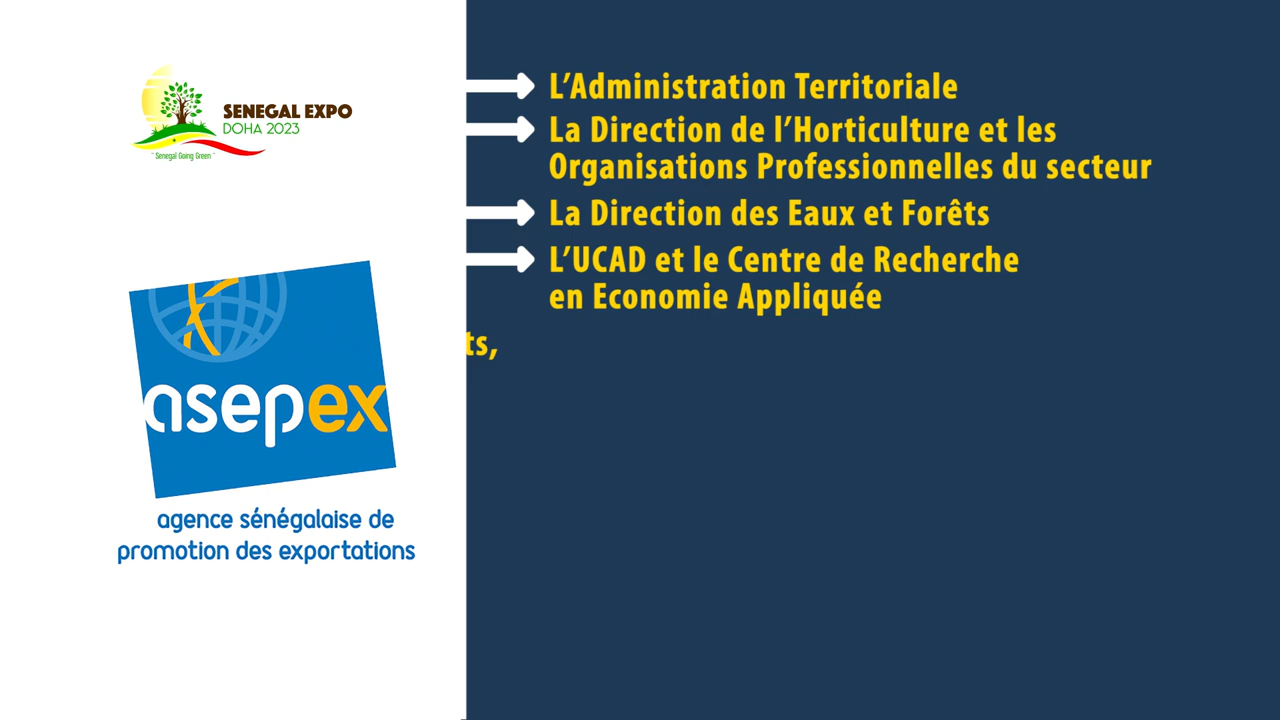 SENEGAL EXPO
DOHA 2023
" Senegal Going Green "
asepex
agence sénégalaise de
promotion des exportations
L'Administration Territoriale
La Direction de l'Horticulture et les
Organisations Professionnelles du secteur
La Direction des Eaux et Forêts
L'UCAD et le Centre de Recherche
en Economie Appliquée